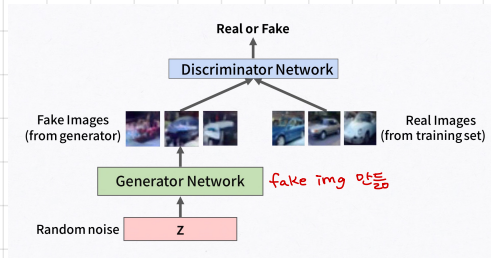 Real or Fake
Discriminator Network
Fake Images
(from generator)
Real Images
(from training set)
Generator Network
fake img 만듦
Random noise
z